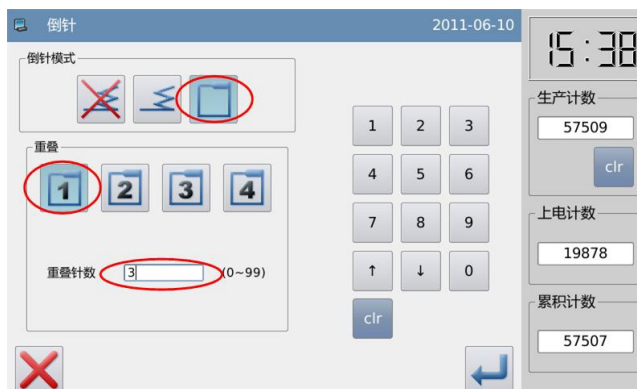 倒针
2011-06-10
倒针模式
重叠
1 2 3 4
重叠针数 3 (0~99)
1 2 3
4 5 6
7 8 9
↑ ↓ 0
clr
15:38
生产计数
57509
clr
上电计数
19878
累积计数
57507